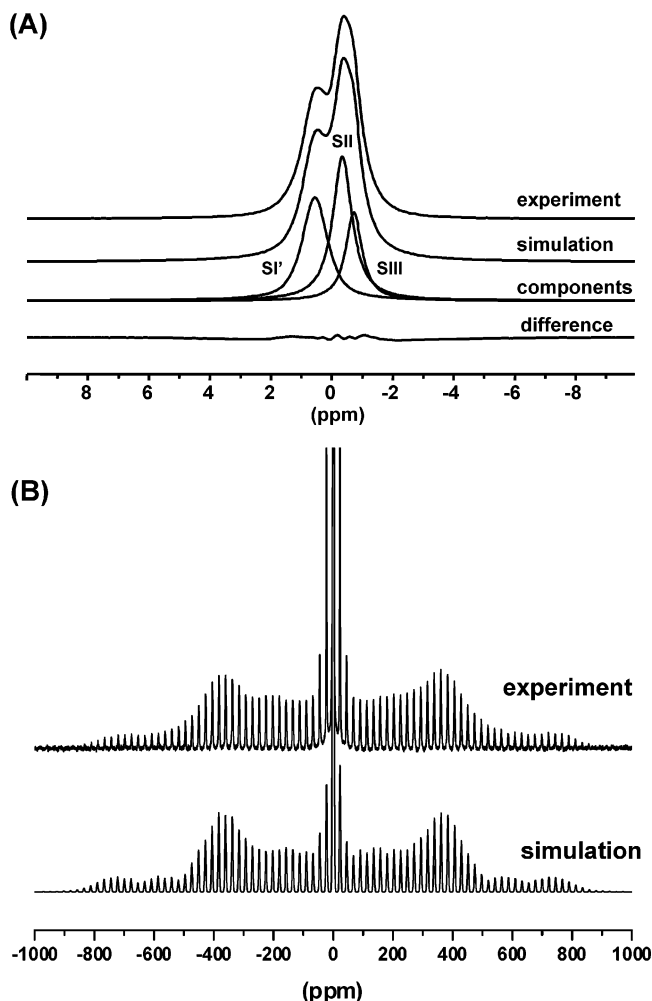 (A)
SII
experiment
simulation
SI'
SIII
components
difference
8 6 4 2 0 -2 -4 -6 -8
(ppm)
(B)
experiment
simulation
-1000 -800 -600 -400 -200 0 200 400 600 800 1000
(ppm)